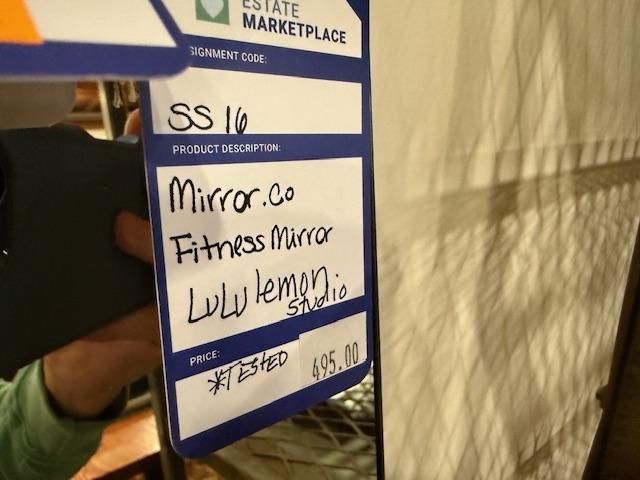 ESTATE
MARKETPLACE
SIGNMENT CODE:
SS 16
PRODUCT DESCRIPTION:
Mirror.Co
Fitness Mirror
LuLu lemon
studio
PRICE:
*TESTED
495.00